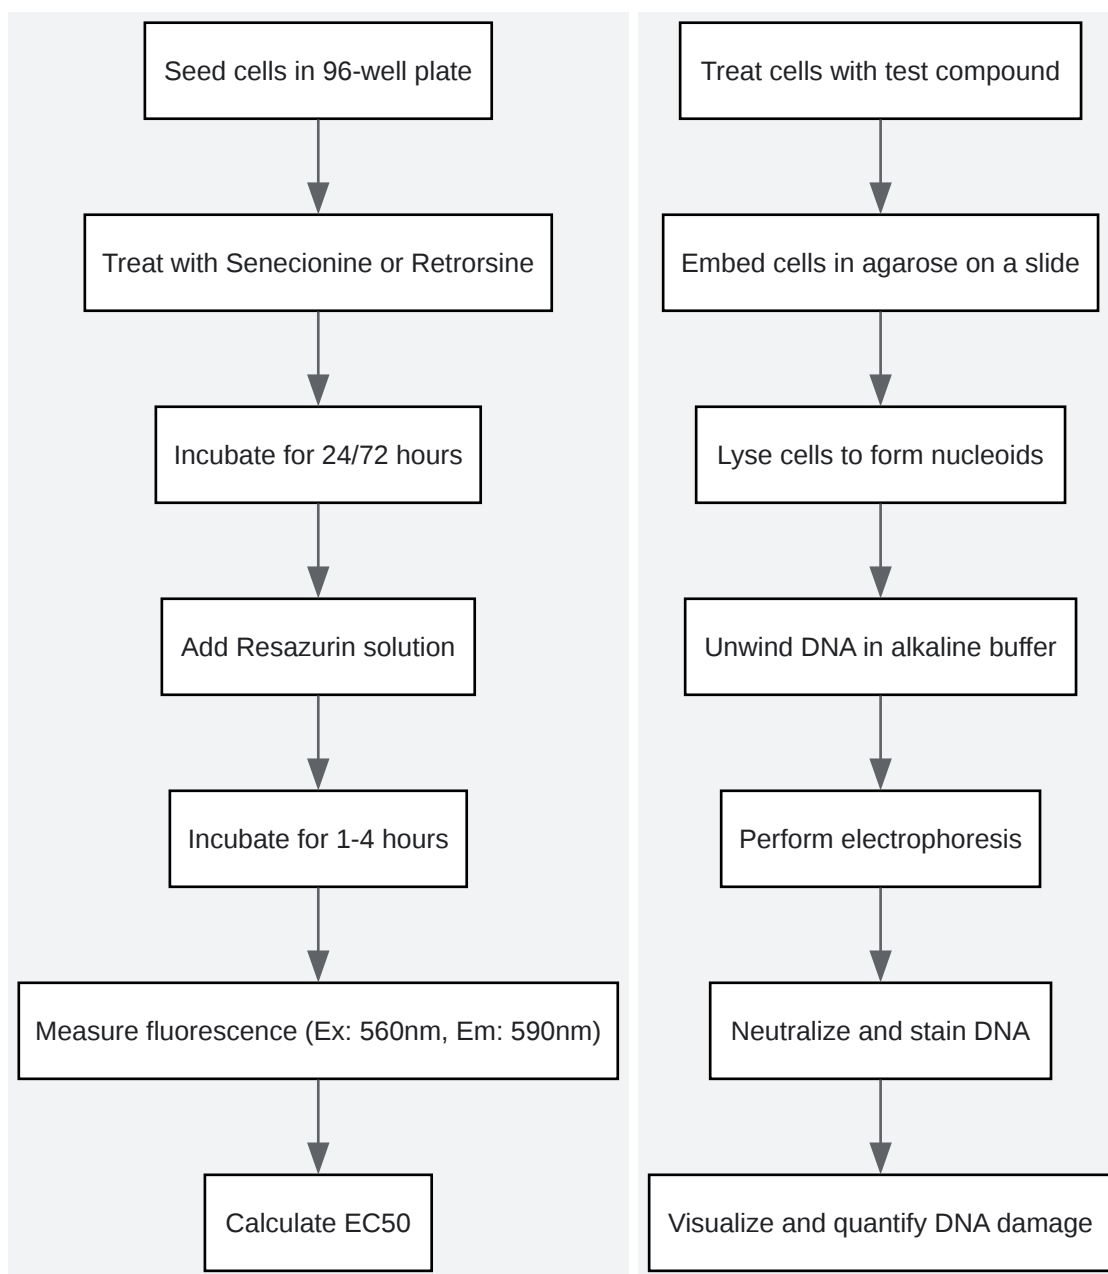 Seed cells in 96-well plate
Treat with Senecionine or Retrorsine
Incubate for 24/72 hours
Add Resazurin solution
Incubate for 1-4 hours
Measure fluorescence (Ex: 560nm, Em: 590nm)
Calculate EC50
Treat cells with test compound
Embed cells in agarose on a slide
Lyse cells to form nucleoids
Unwind DNA in alkaline buffer
Perform electrophoresis
Neutralize and stain DNA
Visualize and quantify DNA damage